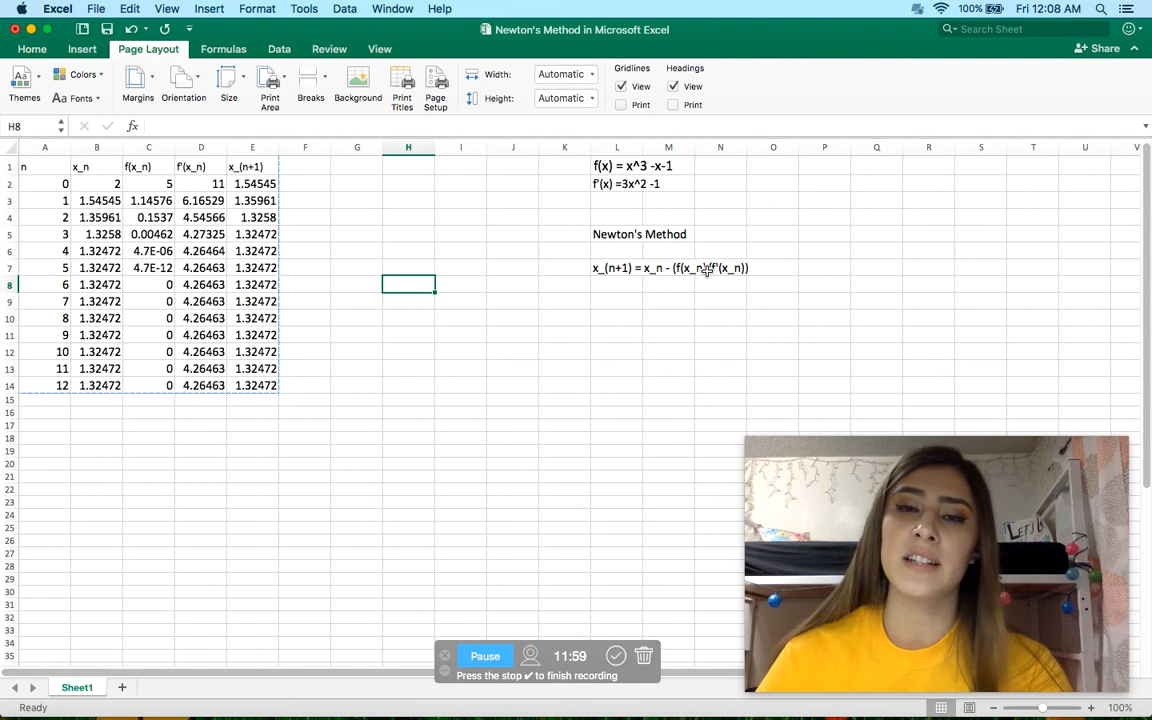 Excel File Edit View Insert Format Tools Data Window Help 100% Fri 12:08 AM
Newton's Method in Microsoft Excel Search Sheet
Home Insert Page Layout Formulas Data Review View Share
Themes Colors Aa Fonts Margins Orientation Size Print Area Breaks Background Print Titles Page Setup Width: Automatic Height: Automatic Gridlines View Print Headings View Print
H8 fx
A B C D E F G H I J K L M N O P Q R S T U V
1 n x_n f(x_n) f'(x_n) x_(n+1) f(x) = x^3 -x-1
2 0 2 5 11 1.54545 f'(x) =3x^2 -1
3 1 1.54545 1.14576 6.16529 1.35961
4 2 1.35961 0.1537 4.54566 1.3258
5 3 1.3258 0.00462 4.27325 1.32472 Newton's Method
6 4 1.32472 4.7E-06 4.26464 1.32472
7 5 1.32472 4.7E-12 4.26463 1.32472 x_(n+1) = x_n - (f(x_n)/f'(x_n))
8 6 1.32472 0 4.26463 1.32472
9 7 1.32472 0 4.26463 1.32472
10 8 1.32472 0 4.26463 1.32472
11 9 1.32472 0 4.26463 1.32472
12 10 1.32472 0 4.26463 1.32472
13 11 1.32472 0 4.26463 1.32472
14 12 1.32472 0 4.26463 1.32472
15
16
17
18
19
20
21
22
23
24
25
26
27
28
29
30
31
32
33
34
35
LET'S
Pause 11:59
Press the stop ✔ to finish recording
Sheet1
Ready 100%